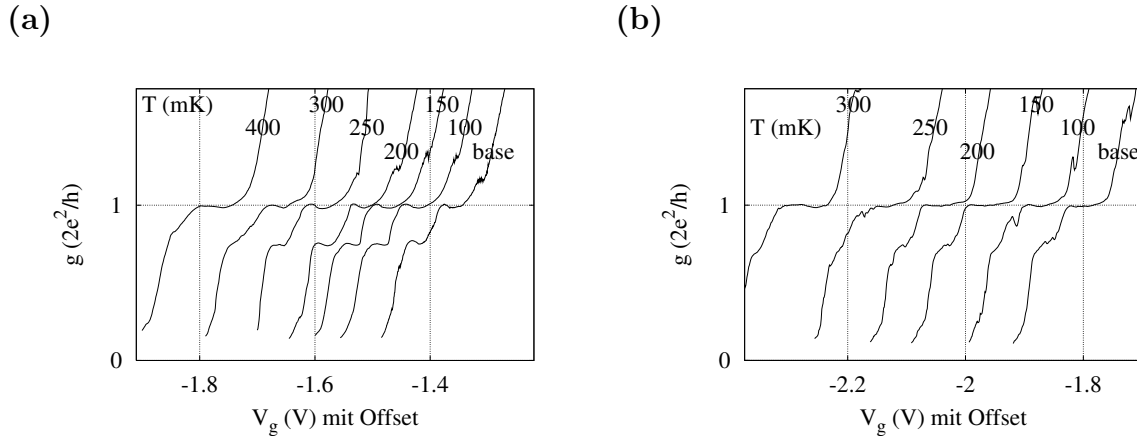 (a)
T (mK)
300
150
400
250
100
200
base
1
0
g (2e²/h)
-1.8
-1.6
-1.4
V_g (V) mit Offset
(b)
300
150
T (mK)
250
100
200
base
1
0
g (2e²/h)
-2.2
-2
-1.8
V_g (V) mit Offset